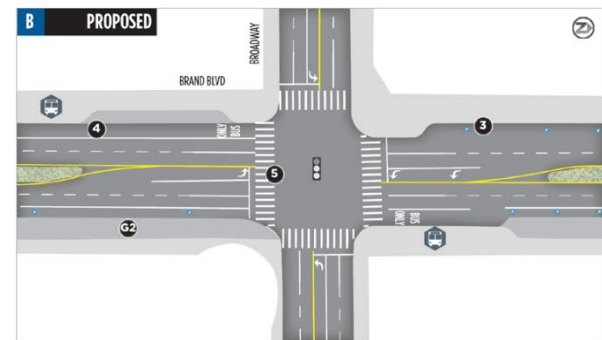 B PROPOSED
BROADWAY
BRAND BLVD
4
ONLY
BUS
3
5
G2
ONLY
BUS
Z